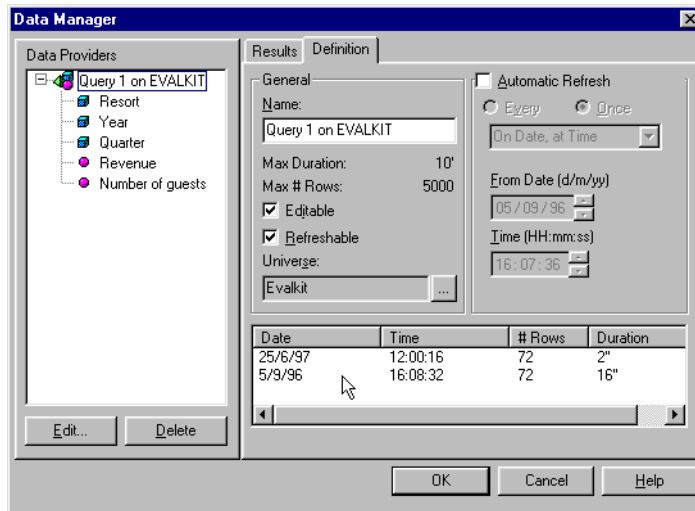 Data Manager
Data Providers
Query 1 on EVALKIT
Resort
Year
Quarter
Revenue
Number of guests
Edit...
Delete
Results
Definition
General
Name:
Query 1 on EVALKIT
Max Duration: 10'
Max # Rows: 5000
Editable
Refreshable
Universe:
Evalkit
...
Automatic Refresh
Every Once
On Date, at Time
From Date (d/m/yy)
05/09/96
Time (HH:mm:ss)
16:07:36
Date Time # Rows Duration
25/6/97 12:00:16 72 2"
5/9/96 16:08:32 72 16"
OK Cancel Help